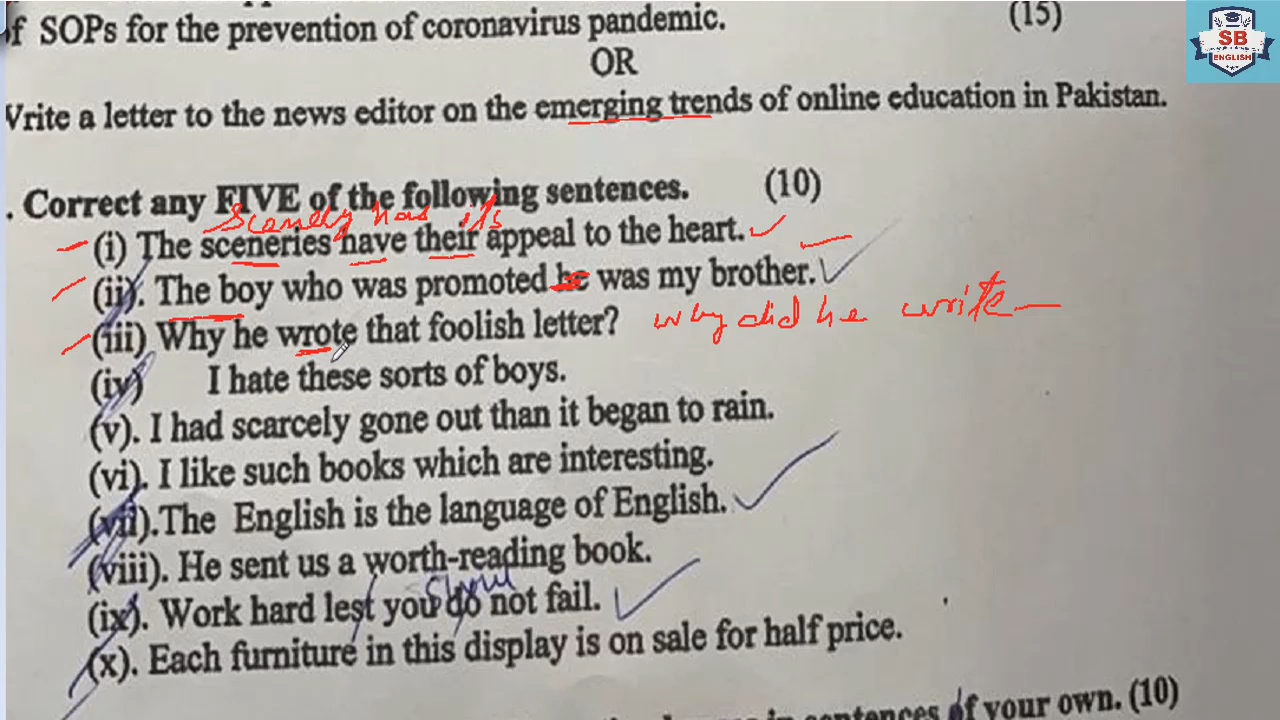 f SOPs for the prevention of coronavirus pandemic. (15)
SB
ENGLISH
OR
Write a letter to the news editor on the emerging trends of online education in Pakistan.
. Correct any FIVE of the following sentences. (10)
Scenery has its
(i) The sceneries have their appeal to the heart.
(ii). The boy who was promoted he was my brother.
(iii) Why he wrote that foolish letter? why did he write
(iv) I hate these sorts of boys.
(v). I had scarcely gone out than it began to rain.
(vi). I like such books which are interesting.
(vii).The English is the language of English.
(viii). He sent us a worth-reading book.
shoul
(ix). Work hard lest you do not fail.
(x). Each furniture in this display is on sale for half price.
in sentences of your own. (10)